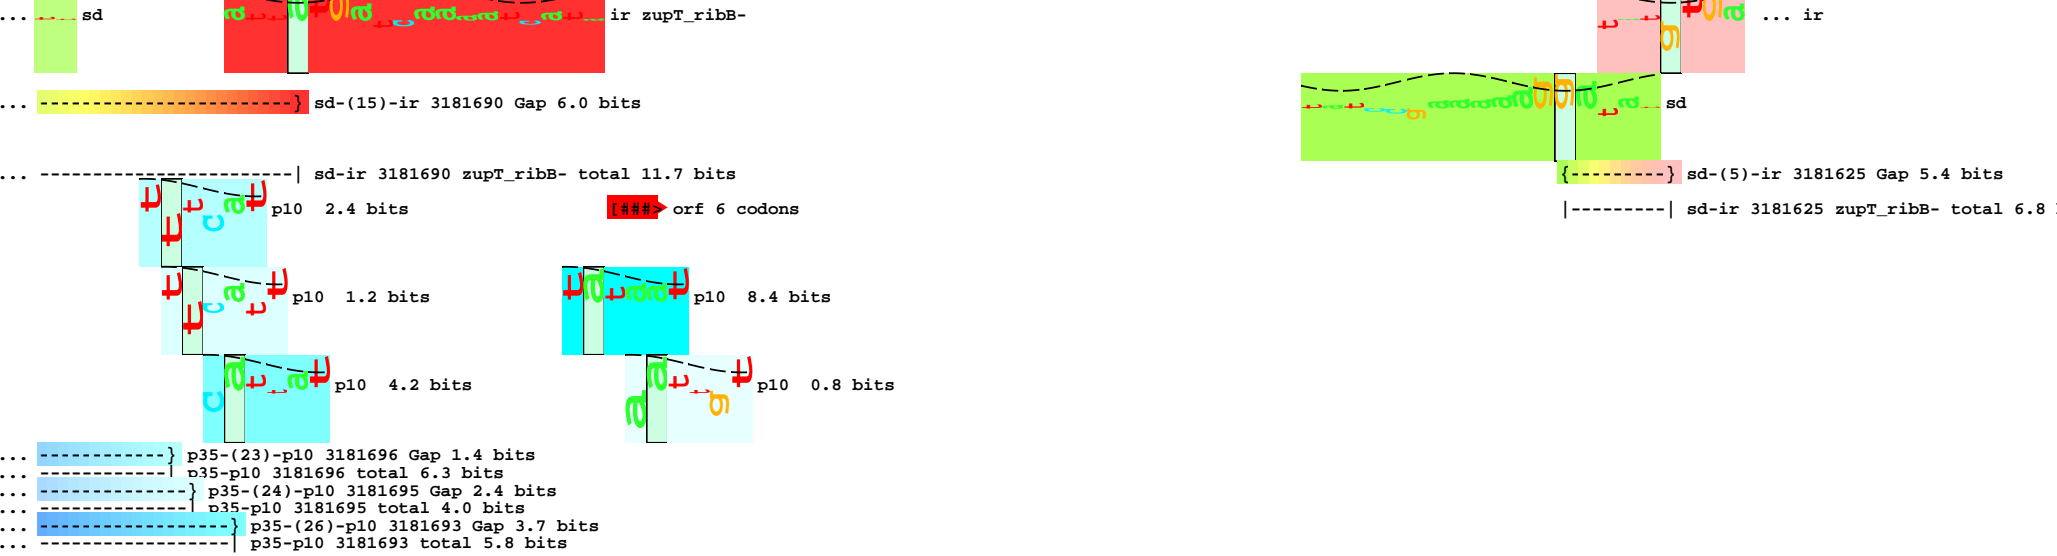 ... sd
ir zupT_ribB-
... ir
... -------------------------} sd-(15)-ir 3181690 Gap 6.0 bits
sd
... -------------------------| sd-ir 3181690 zupT_ribB- total 11.7 bits
{---------} sd-(5)-ir 3181625 Gap 5.4 bits
p10 2.4 bits
[###> orf 6 codons
|---------| sd-ir 3181625 zupT_ribB- total 6.8
p10 1.2 bits
p10 8.4 bits
p10 4.2 bits
p10 0.8 bits
... ------------} p35-(23)-p10 3181696 Gap 1.4 bits
... ------------| p35-p10 3181696 total 6.3 bits
... --------------} p35-(24)-p10 3181695 Gap 2.4 bits
... --------------| p35-p10 3181695 total 4.0 bits
... ------------------} p35-(26)-p10 3181693 Gap 3.7 bits
... ------------------| p35-p10 3181693 total 5.8 bits